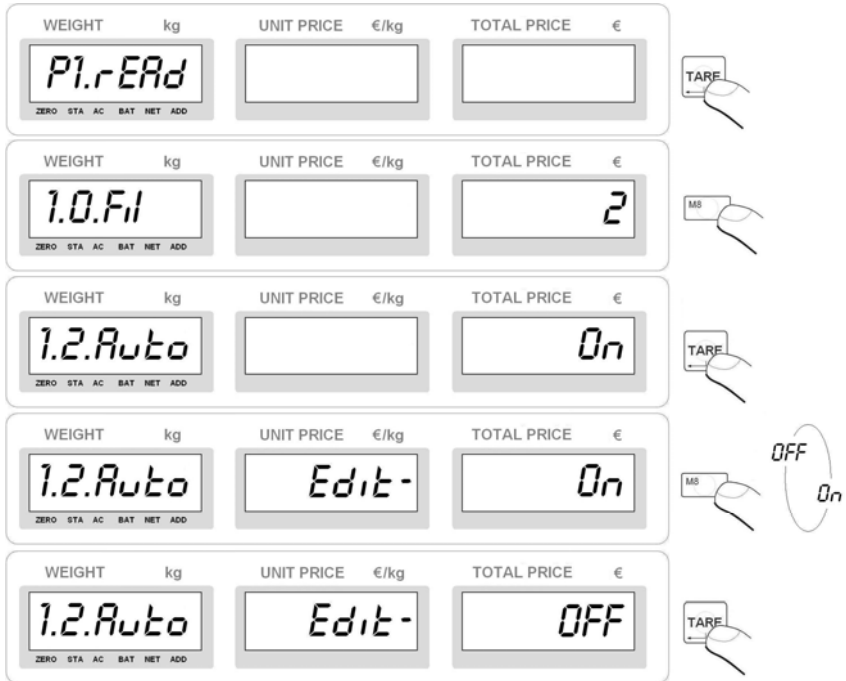 WEIGHT kg UNIT PRICE €/kg TOTAL PRICE €
P1.rEAd
ZERO STA AC BAT NET ADD
TARE
WEIGHT kg UNIT PRICE €/kg TOTAL PRICE €
1.0.Fil 2
ZERO STA AC BAT NET ADD
M8
WEIGHT kg UNIT PRICE €/kg TOTAL PRICE €
1.2.Auto On
ZERO STA AC BAT NET ADD
TARE
WEIGHT kg UNIT PRICE €/kg TOTAL PRICE €
1.2.Auto Edit- On
ZERO STA AC BAT NET ADD
M8
OFF
On
WEIGHT kg UNIT PRICE €/kg TOTAL PRICE €
1.2.Auto Edit- OFF
ZERO STA AC BAT NET ADD
TARE